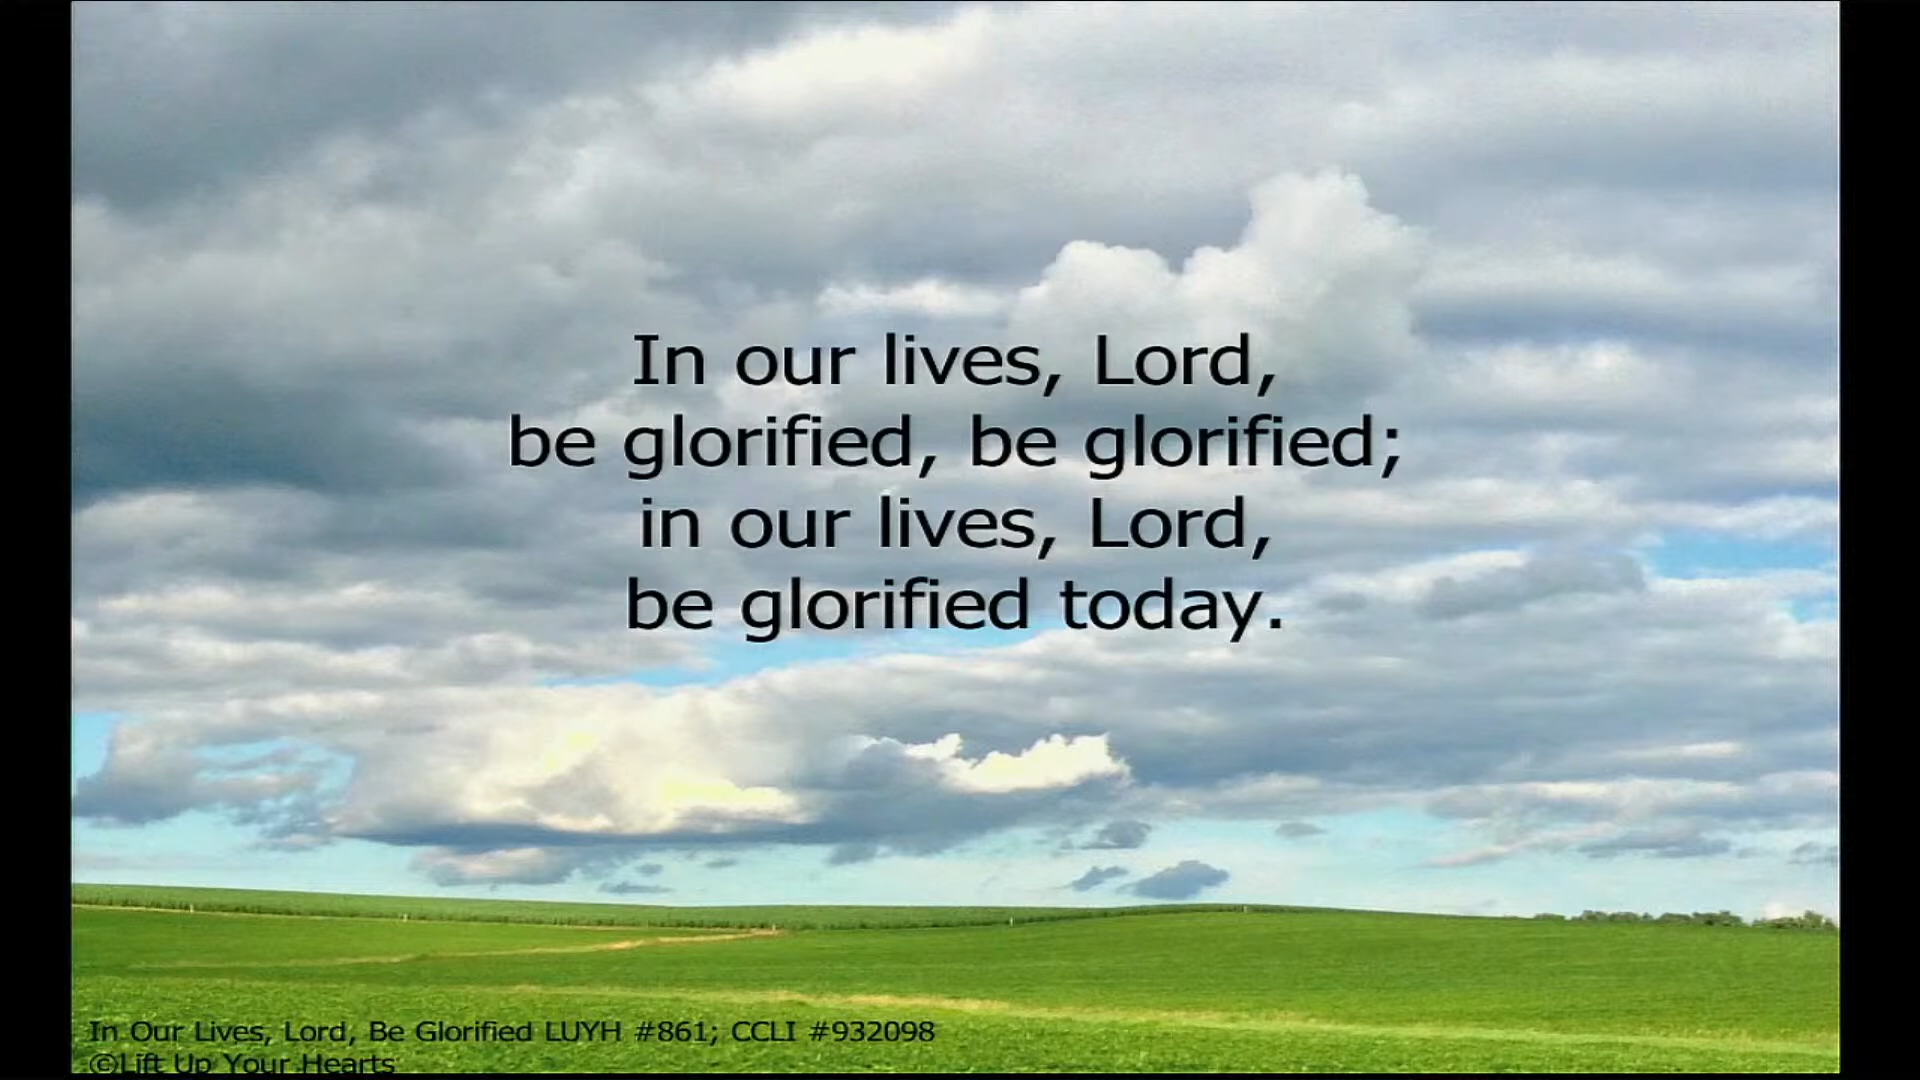 In our lives, Lord,
be glorified, be glorified;
in our lives, Lord,
be glorified today.
In Our Lives, Lord, Be Glorified LUYH #861; CCLI #932098
©Lift Up Your Hearts